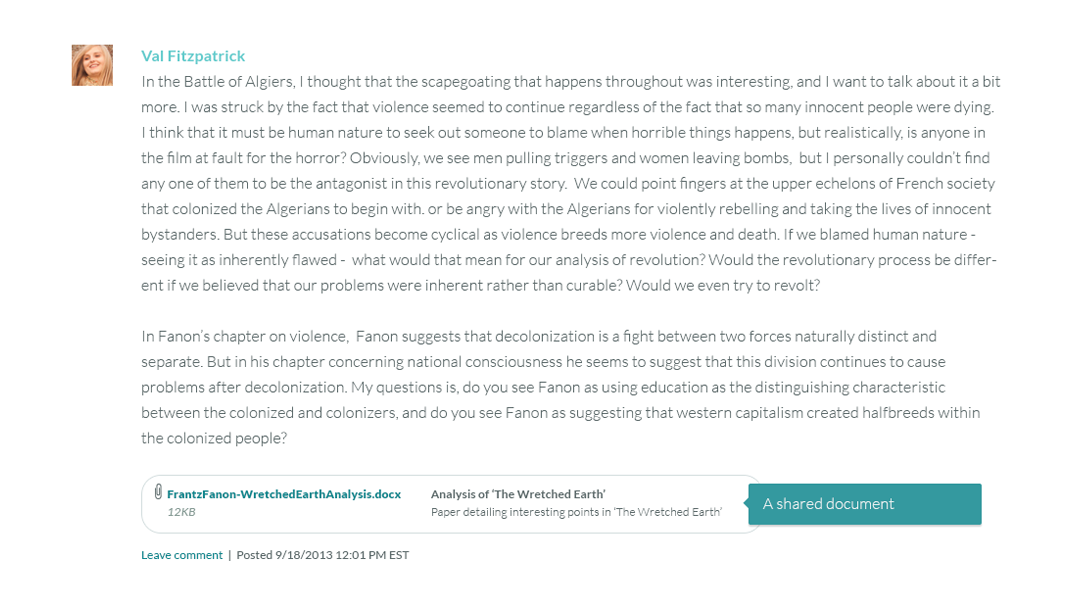 Val Fitzpatrick
In the Battle of Algiers, I thought that the scapegoating that happens throughout was interesting, and I want to talk about it a bit
more. I was struck by the fact that violence seemed to continue regardless of the fact that so many innocent people were dying.
I think that it must be human nature to seek out someone to blame when horrible things happens, but realistically, is anyone in
the film at fault for the horror? Obviously, we see men pulling triggers and women leaving bombs,  but I personally couldn't find
any one of them to be the antagonist in this revolutionary story.  We could point fingers at the upper echelons of French society
that colonized the Algerians to begin with. or be angry with the Algerians for violently rebelling and taking the lives of innocent
bystanders. But these accusations become cyclical as violence breeds more violence and death. If we blamed human nature -
seeing it as inherently flawed -  what would that mean for our analysis of revolution? Would the revolutionary process be differ-
ent if we believed that our problems were inherent rather than curable? Would we even try to revolt?
In Fanon's chapter on violence,  Fanon suggests that decolonization is a fight between two forces naturally distinct and
separate. But in his chapter concerning national consciousness he seems to suggest that this division continues to cause
problems after decolonization. My questions is, do you see Fanon as using education as the distinguishing characteristic
between the colonized and colonizers, and do you see Fanon as suggesting that western capitalism created halfbreeds within
the colonized people?
FrantzFanon-WretchedEarthAnalysis.docx
12KB
Analysis of 'The Wretched Earth'
Paper detailing interesting points in 'The Wretched Earth'
A shared document
Leave comment | Posted 9/18/2013 12:01 PM EST